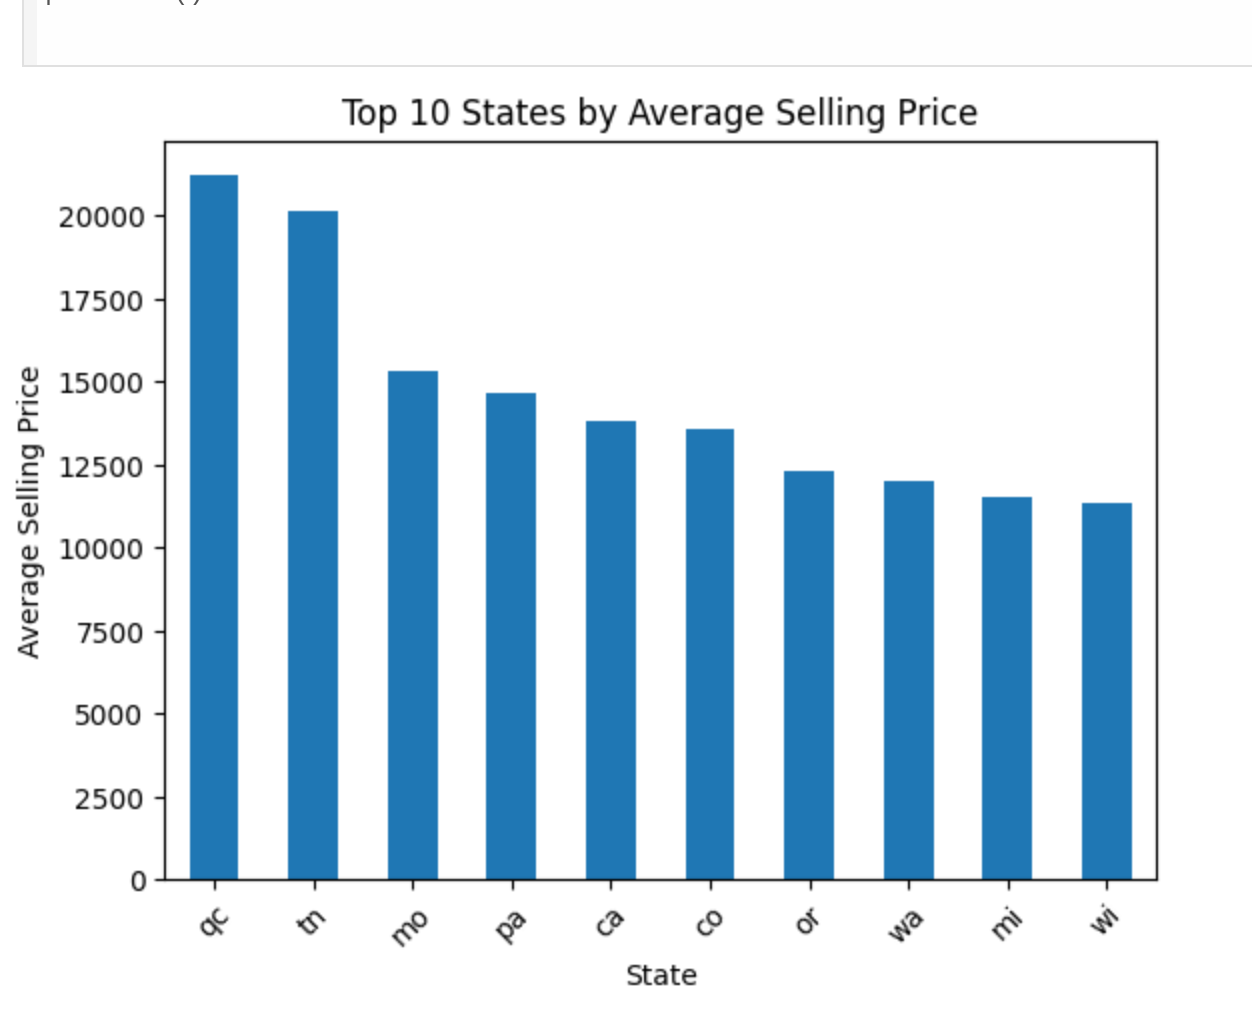 Top 10 States by Average Selling Price
Average Selling Price
20000
17500
15000
12500
10000
7500
5000
2500
0
qc tn mo pa ca co or wa mi wi
State